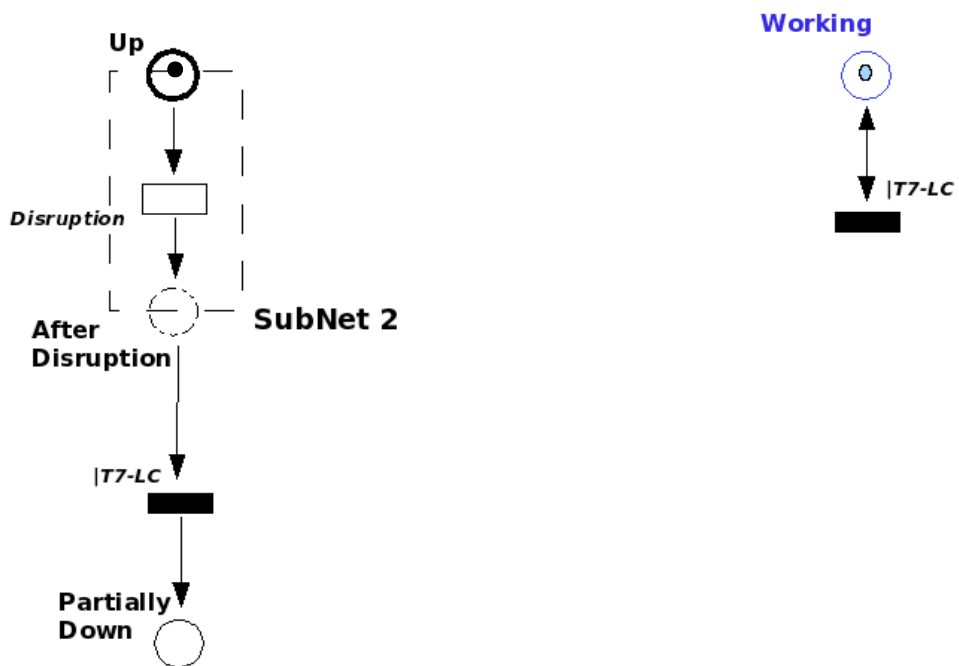 Working
Up
|T7-LC
Disruption
SubNet 2
After
Disruption
|T7-LC
Partially
Down